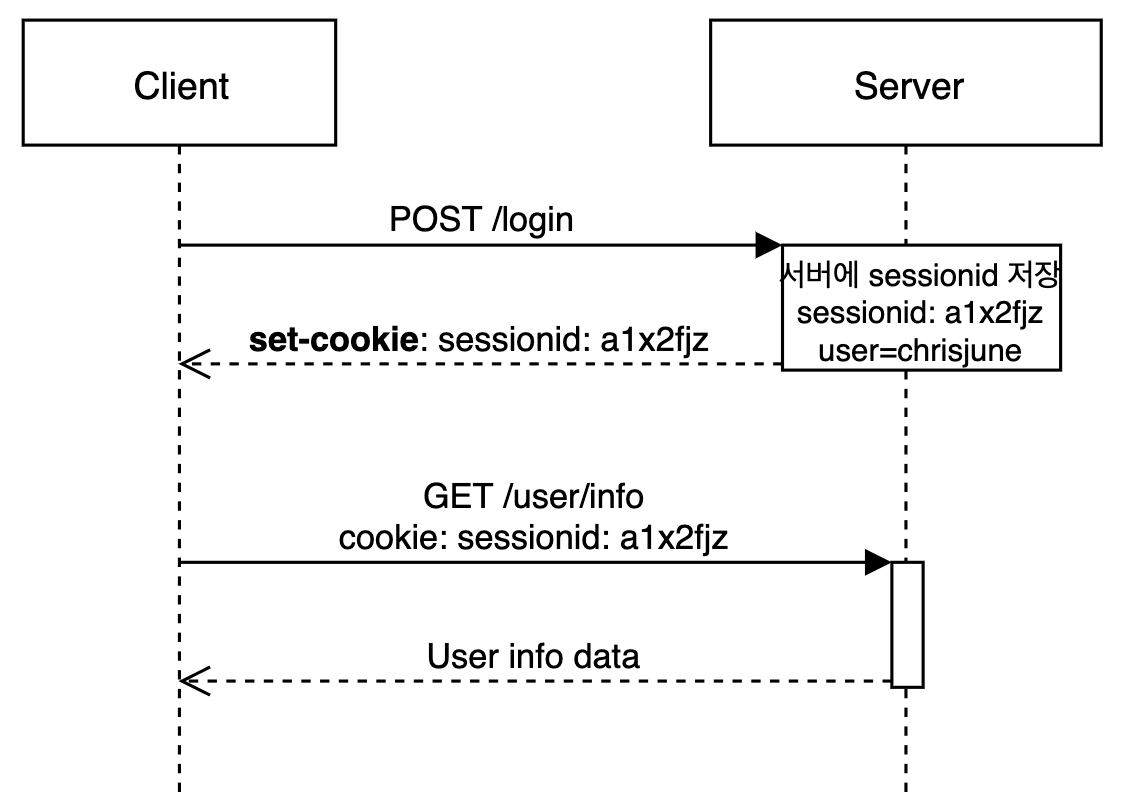 Client
Server
POST /login
서버에 sessionid 저장
sessionid: a1x2fjz
user=chrisjune
set-cookie: sessionid: a1x2fjz
GET /user/info
cookie: sessionid: a1x2fjz
User info data